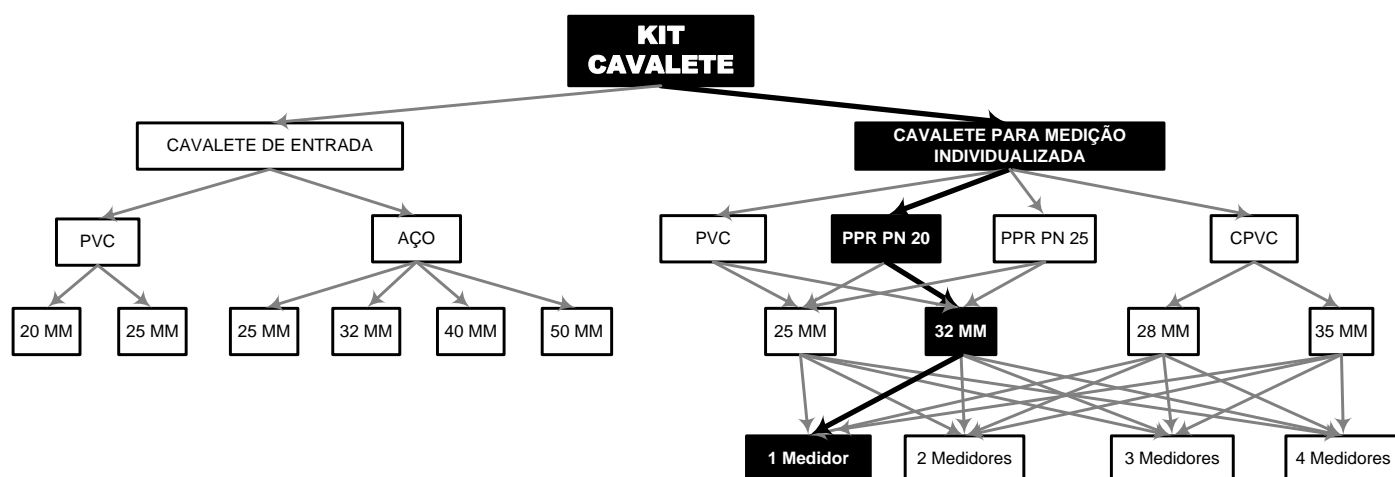 KIT
CAVALETE
CAVALETE DE ENTRADA
CAVALETE PARA MEDIÇÃO
INDIVIDUALIZADA
PVC
AÇO
PVC
PPR PN 20
PPR PN 25
CPVC
20 MM
25 MM
25 MM
32 MM
40 MM
50 MM
25 MM
32 MM
28 MM
35 MM
1 Medidor
2 Medidores
3 Medidores
4 Medidores